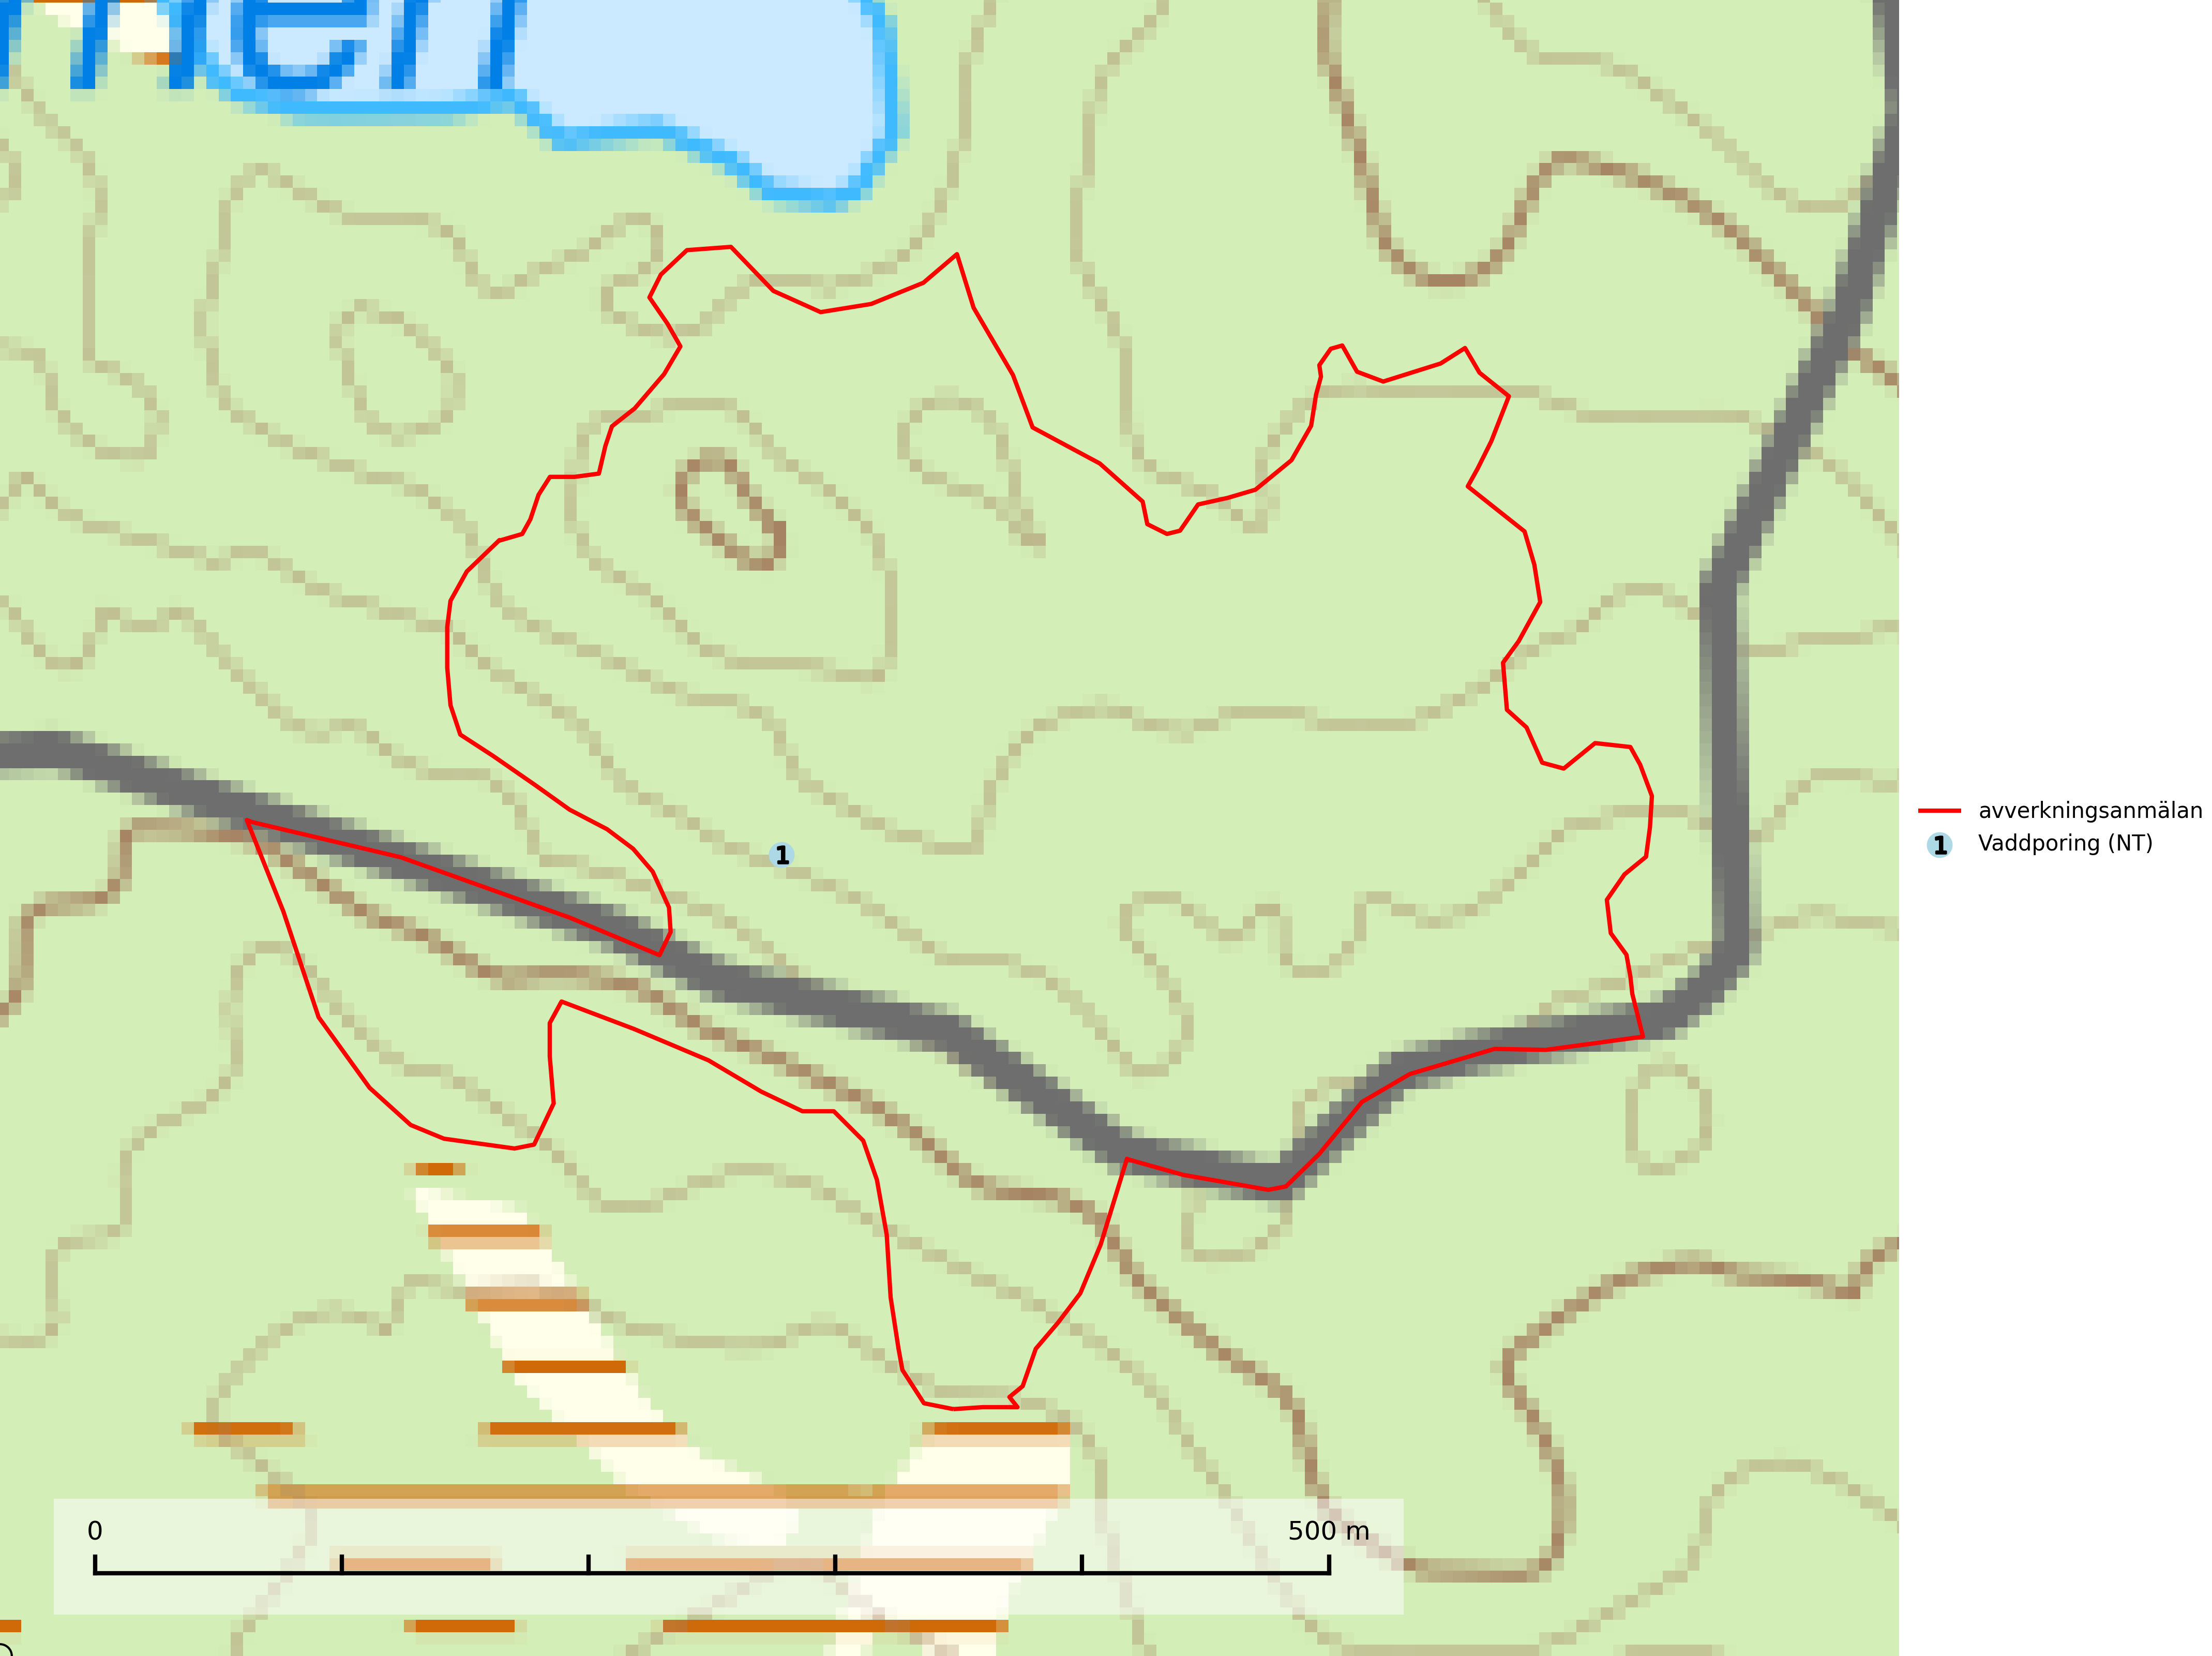 avverkningsanmälan
1 Vaddporing (NT)
1
0 500 m